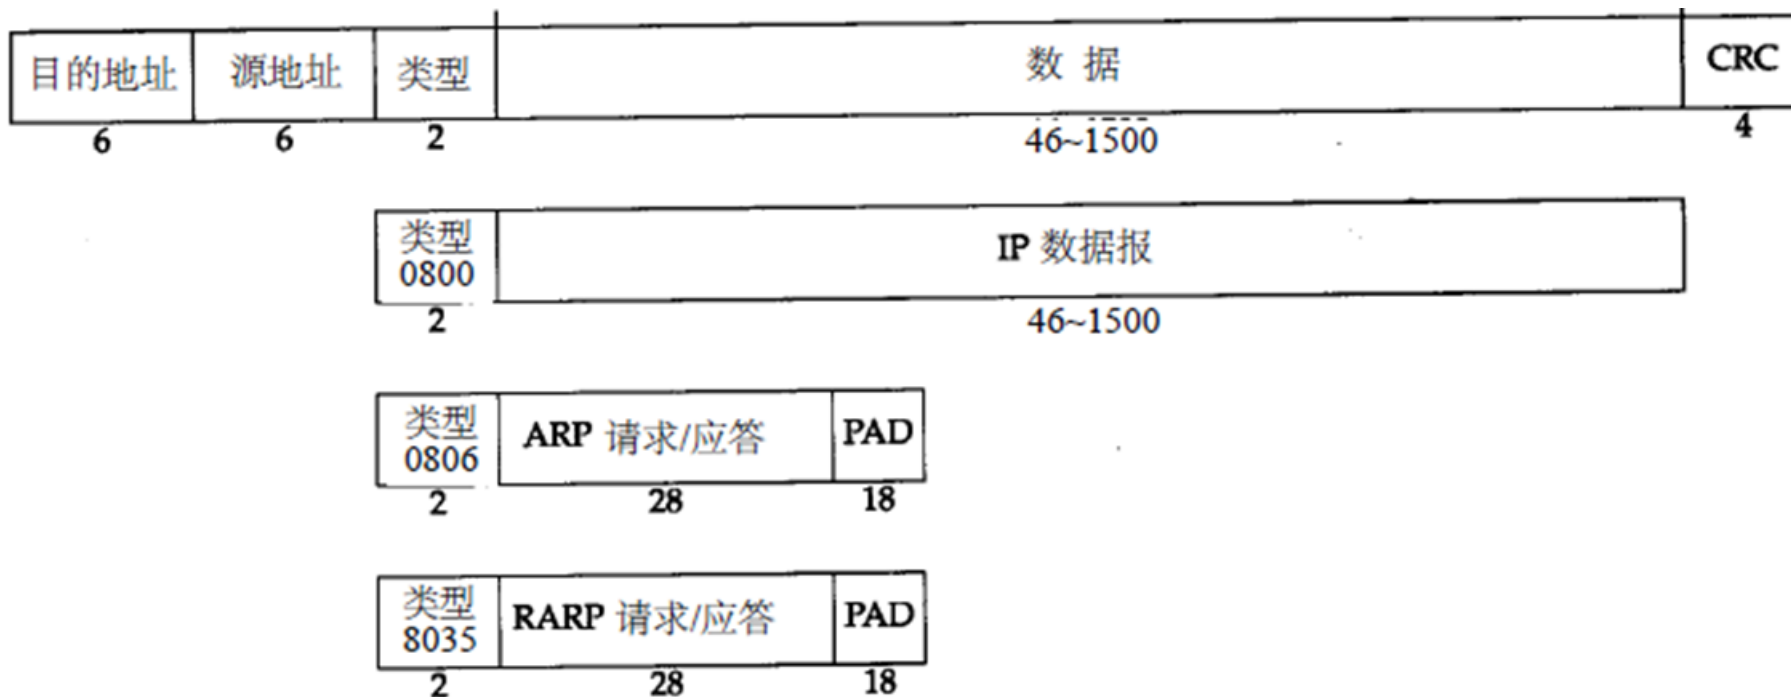 目的地址 源地址 类型 数 据 CRC
6 6 2 46~1500 4
类型 IP 数据报
0800
2 46~1500
类型 ARP 请求/应答 PAD
0806
2 28 18
类型 RARP 请求/应答 PAD
8035
2 28 18